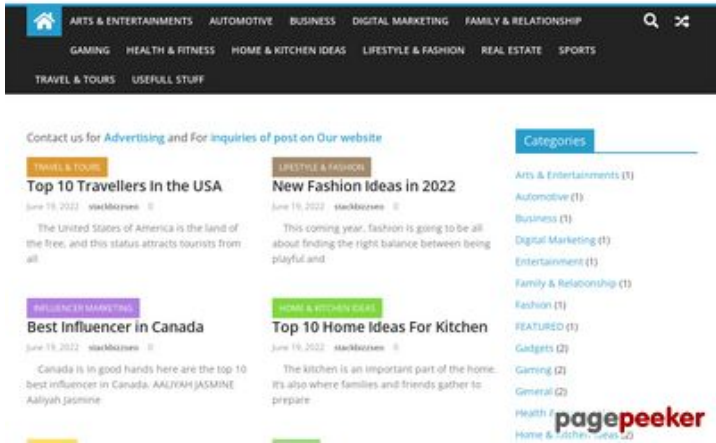 ARTS & ENTERTAINMENTS AUTOMOTIVE BUSINESS DIGITAL MARKETING FAMILY & RELATIONSHIP
GAMING HEALTH & FITNESS HOME & KITCHEN IDEAS LIFESTYLE & FASHION REAL ESTATE SPORTS
TRAVEL & TOURS USEFULL STUFF
Contact us for Advertising and For inquiries of post on Our website
TRAVEL & TOURS
Top 10 Travellers In the USA
June 19, 2022 stackbizzseo 0
The United States of America is the land of
the free, and this status attracts tourists from
all
LIFESTYLE & FASHION
New Fashion Ideas in 2022
June 19, 2022 stackbizzseo 0
This coming year, fashion is going to be all
about finding the right balance between being
playful and
INFLUENCER MARKETING
Best Influencer in Canada
June 19, 2022 stackbizzseo 0
Canada is in good hands here are the top 10
best influencer in Canada. AALIYAH JASMINE
Aaliyah Jasmine
HOME & KITCHEN IDEAS
Top 10 Home Ideas For Kitchen
June 19, 2022 stackbizzseo 0
The kitchen is an important part of the home.
It's also where families and friends gather to
prepare
Categories
Arts & Entertainments (1)
Automotive (1)
Business (1)
Digital Marketing (1)
Entertainment (1)
Family & Relationship (1)
Fashion (1)
FEATURED (1)
Gadgets (2)
Gaming (2)
General (2)
Health &
Home & Kitchen Ideas (2)
pagepeeker